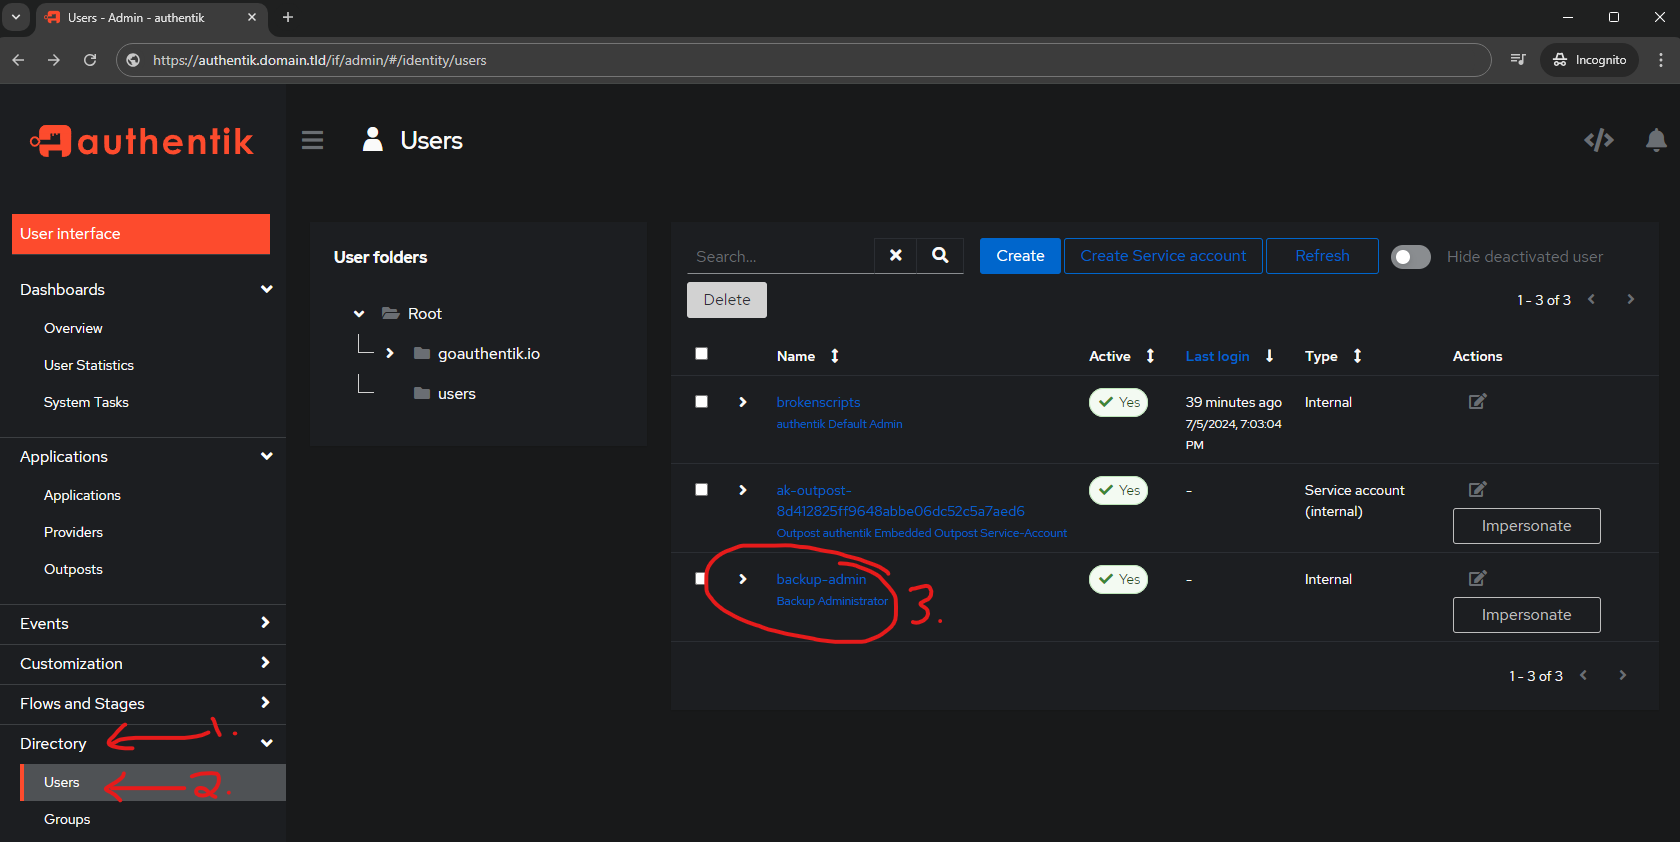 Users - Admin - authentik
https://authentik.domain.tld/if/admin/#/identity/users
Incognito
authentik
Users
User interface
Dashboards
Overview
User Statistics
System Tasks
Applications
Applications
Providers
Outposts
Events
Customization
Flows and Stages
Directory
1.
Users
2.
Groups
User folders
Root
goauthentik.io
users
Search...
Create
Create Service account
Refresh
Hide deactivated user
Delete
1 - 3 of 3
Name
Active
Last login
Type
Actions
brokenscripts
authentik Default Admin
Yes
39 minutes ago
7/5/2024, 7:03:04
PM
Internal
ak-outpost-
8d412825ff9648abbe06dc52c5a7aed6
Outpost authentik Embedded Outpost Service-Account
Yes
-
Service account
(internal)
Impersonate
backup-admin
Backup Administrator
3.
Yes
-
Internal
Impersonate
1 - 3 of 3